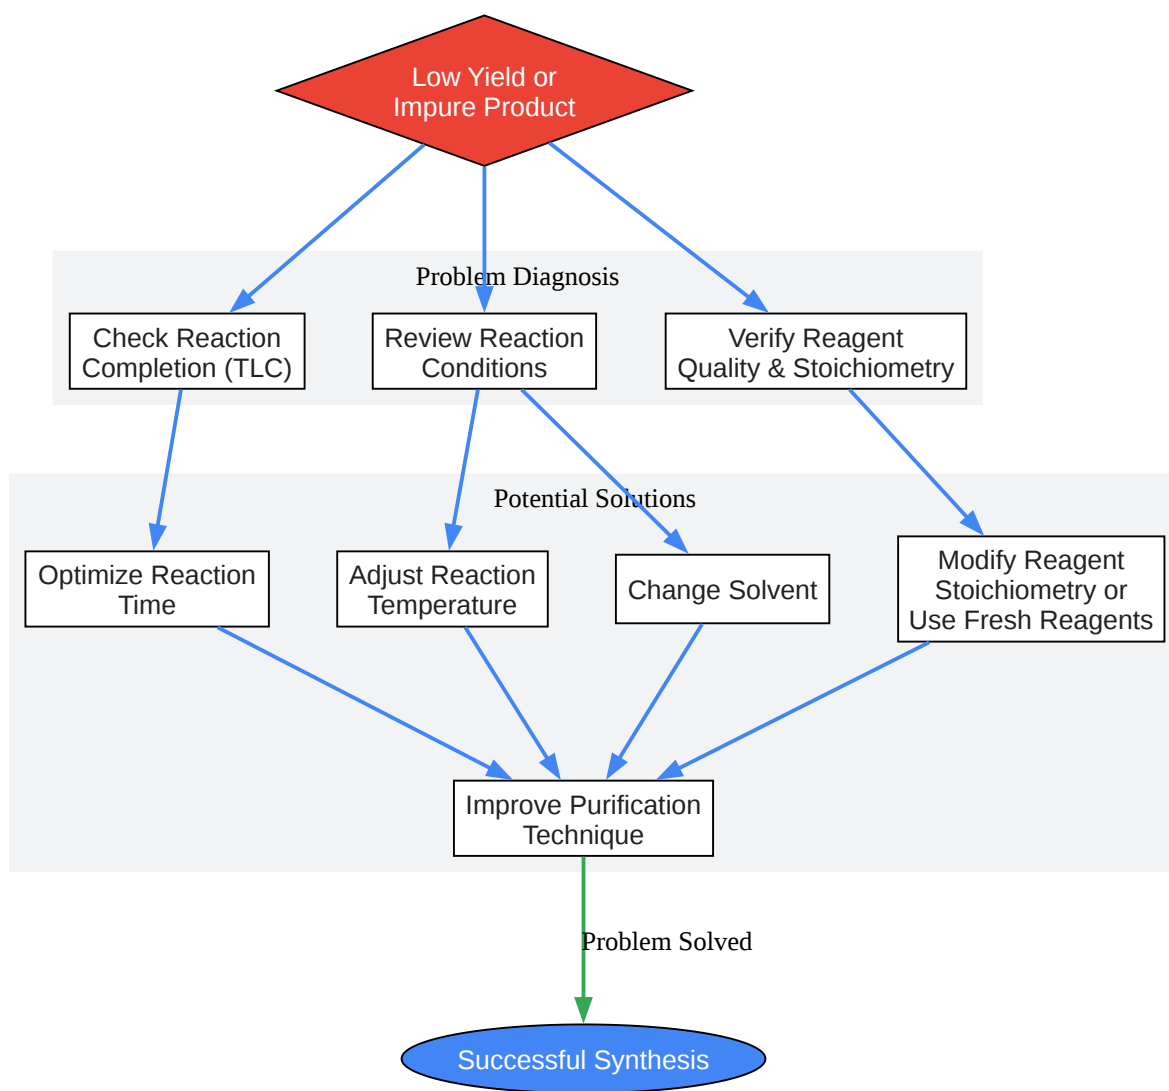 Low Yield or
Impure Product
Problem Diagnosis
Check Reaction
Completion (TLC)
Review Reaction
Conditions
Verify Reagent
Quality & Stoichiometry
Potential Solutions
Optimize Reaction
Time
Adjust Reaction
Temperature
Change Solvent
Modify Reagent
Stoichiometry or
Use Fresh Reagents
Improve Purification
Technique
Problem Solved
Successful Synthesis